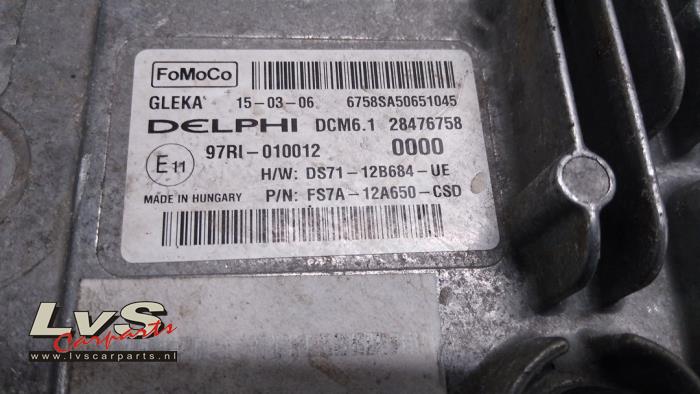 FoMoCo
GLEKA 15-03-06 6758SA50651045
DELPHI DCM6.1 28476758
E11 97RI-010012 0000
H/W: DS71-12B684-UE
MADE IN HUNGARY P/N: FS7A-12A650-CSD
LvS
Carparts
www.lvscarparts.nl